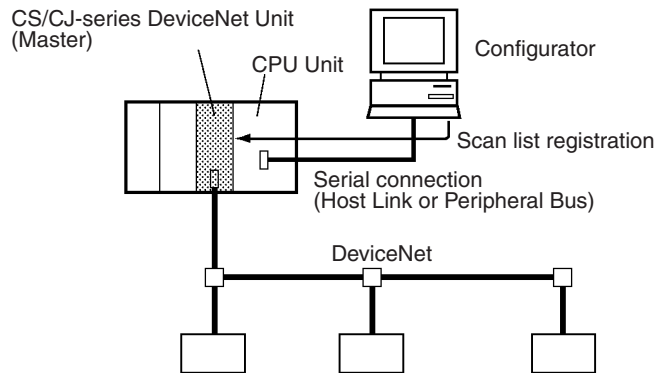 CS/CJ-series DeviceNet Unit
(Master)
CPU Unit
Configurator
Scan list registration
Serial connection
(Host Link or Peripheral Bus)
DeviceNet